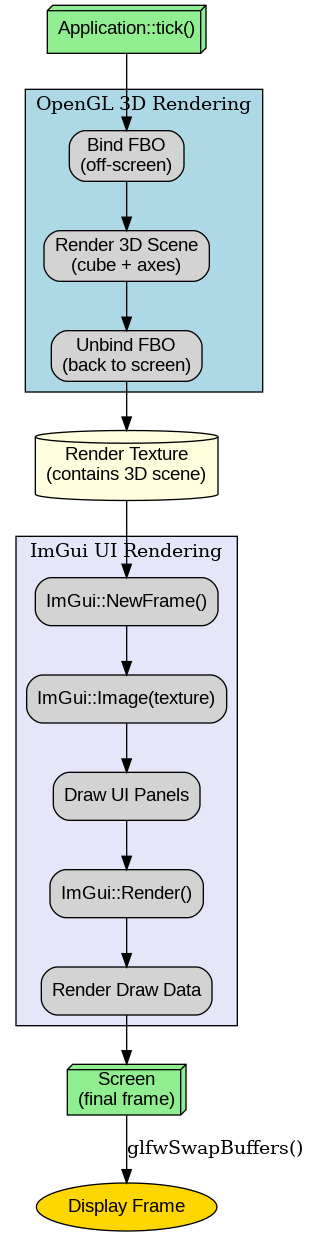 Application::tick()
OpenGL 3D Rendering
Bind FBO
(off-screen)
Render 3D Scene
(cube + axes)
Unbind FBO
(back to screen)
Render Texture
(contains 3D scene)
ImGui UI Rendering
ImGui::NewFrame()
ImGui::Image(texture)
Draw UI Panels
ImGui::Render()
Render Draw Data
Screen
(final frame)
glfwSwapBuffers()
Display Frame